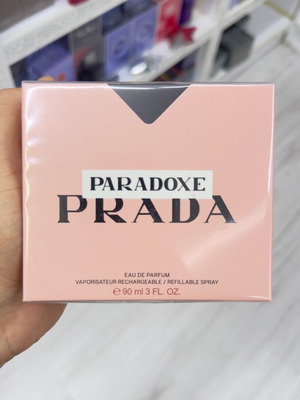 PARADOXE
PRADA
EAU DE PARFUM
VAPORISATEUR RECHARGEABLE / REFILLABLE SPRAY
℮ 90 ml 3 FL. OZ.